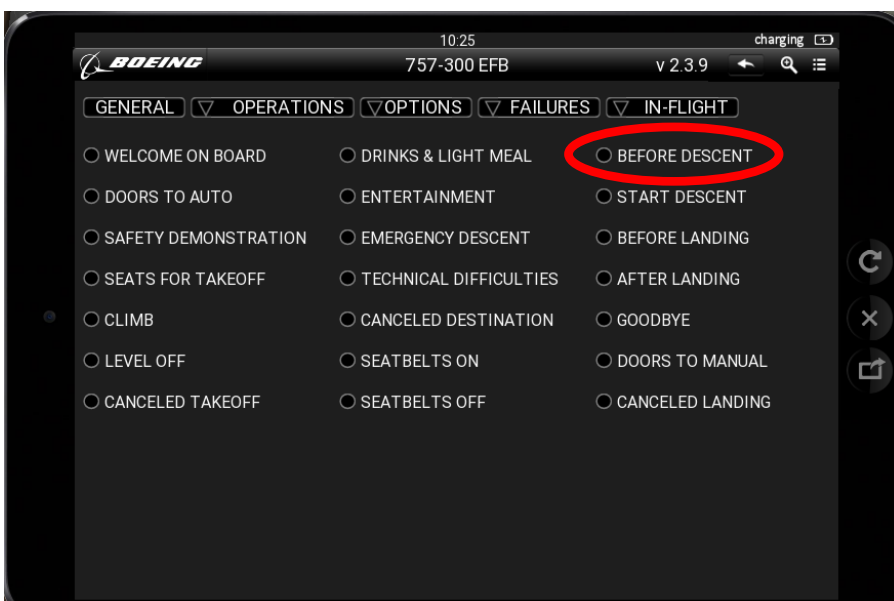 10:25
charging
BOEING
757-300 EFB
v 2.3.9
GENERAL
OPERATIONS
OPTIONS
FAILURES
IN-FLIGHT
WELCOME ON BOARD
DRINKS & LIGHT MEAL
BEFORE DESCENT
DOORS TO AUTO
ENTERTAINMENT
START DESCENT
SAFETY DEMONSTRATION
EMERGENCY DESCENT
BEFORE LANDING
SEATS FOR TAKEOFF
TECHNICAL DIFFICULTIES
AFTER LANDING
CLIMB
CANCELED DESTINATION
GOODBYE
LEVEL OFF
SEATBELTS ON
DOORS TO MANUAL
CANCELED TAKEOFF
SEATBELTS OFF
CANCELED LANDING